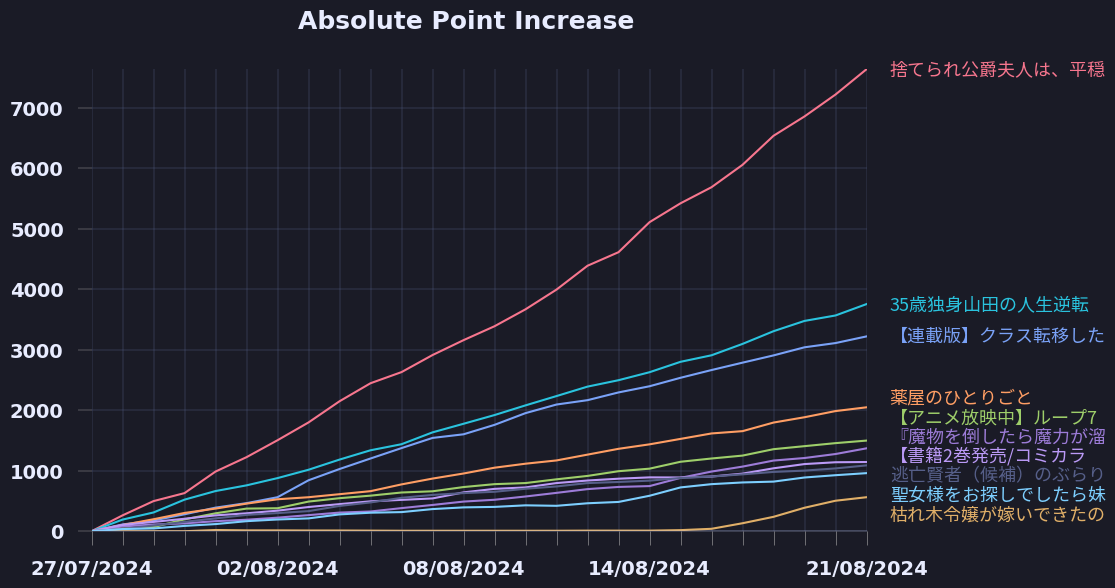 Absolute Point Increase
捨てられ公爵夫人は、平穏
7000
6000
5000
4000
35歳独身山田の人生逆転
【連載版】クラス転移した
3000
薬屋のひとりごと
2000
【アニメ放映中】ループ7
『魔物を倒したら魔力が溜
【書籍2巻発売/コミカラ
1000
逃亡賢者（候補）のぶらり
聖女様をお探しでしたら妹
枯れ木令嬢が嫁いできたの
0
27/07/2024 02/08/2024 08/08/2024 14/08/2024 21/08/2024